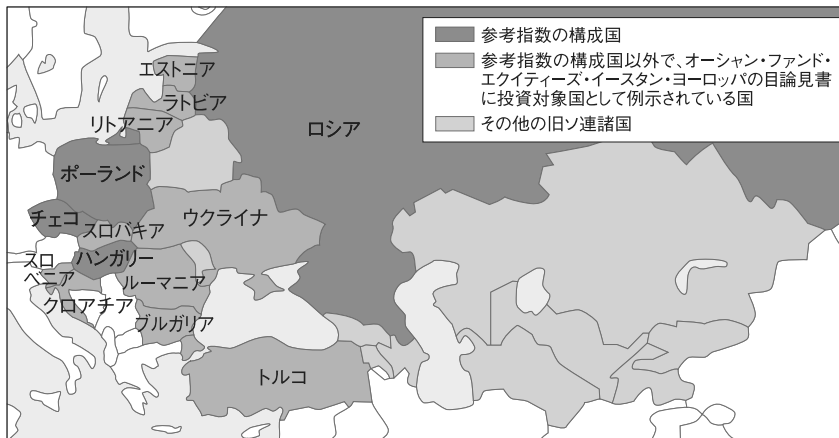 参考指数の構成国
参考指数の構成国以外で、オーシャン・ファンド・
エクイティーズ・イースタン・ヨーロッパの目論見書
に投資対象国として例示されている国
その他の旧ソ連諸国
エストニア
ラトビア
リトアニア
ロシア
ポーランド
チェコ
スロバキア
ウクライナ
ハンガリー
スロ
ベニア
ルーマニア
クロアチア
ブルガリア
トルコ